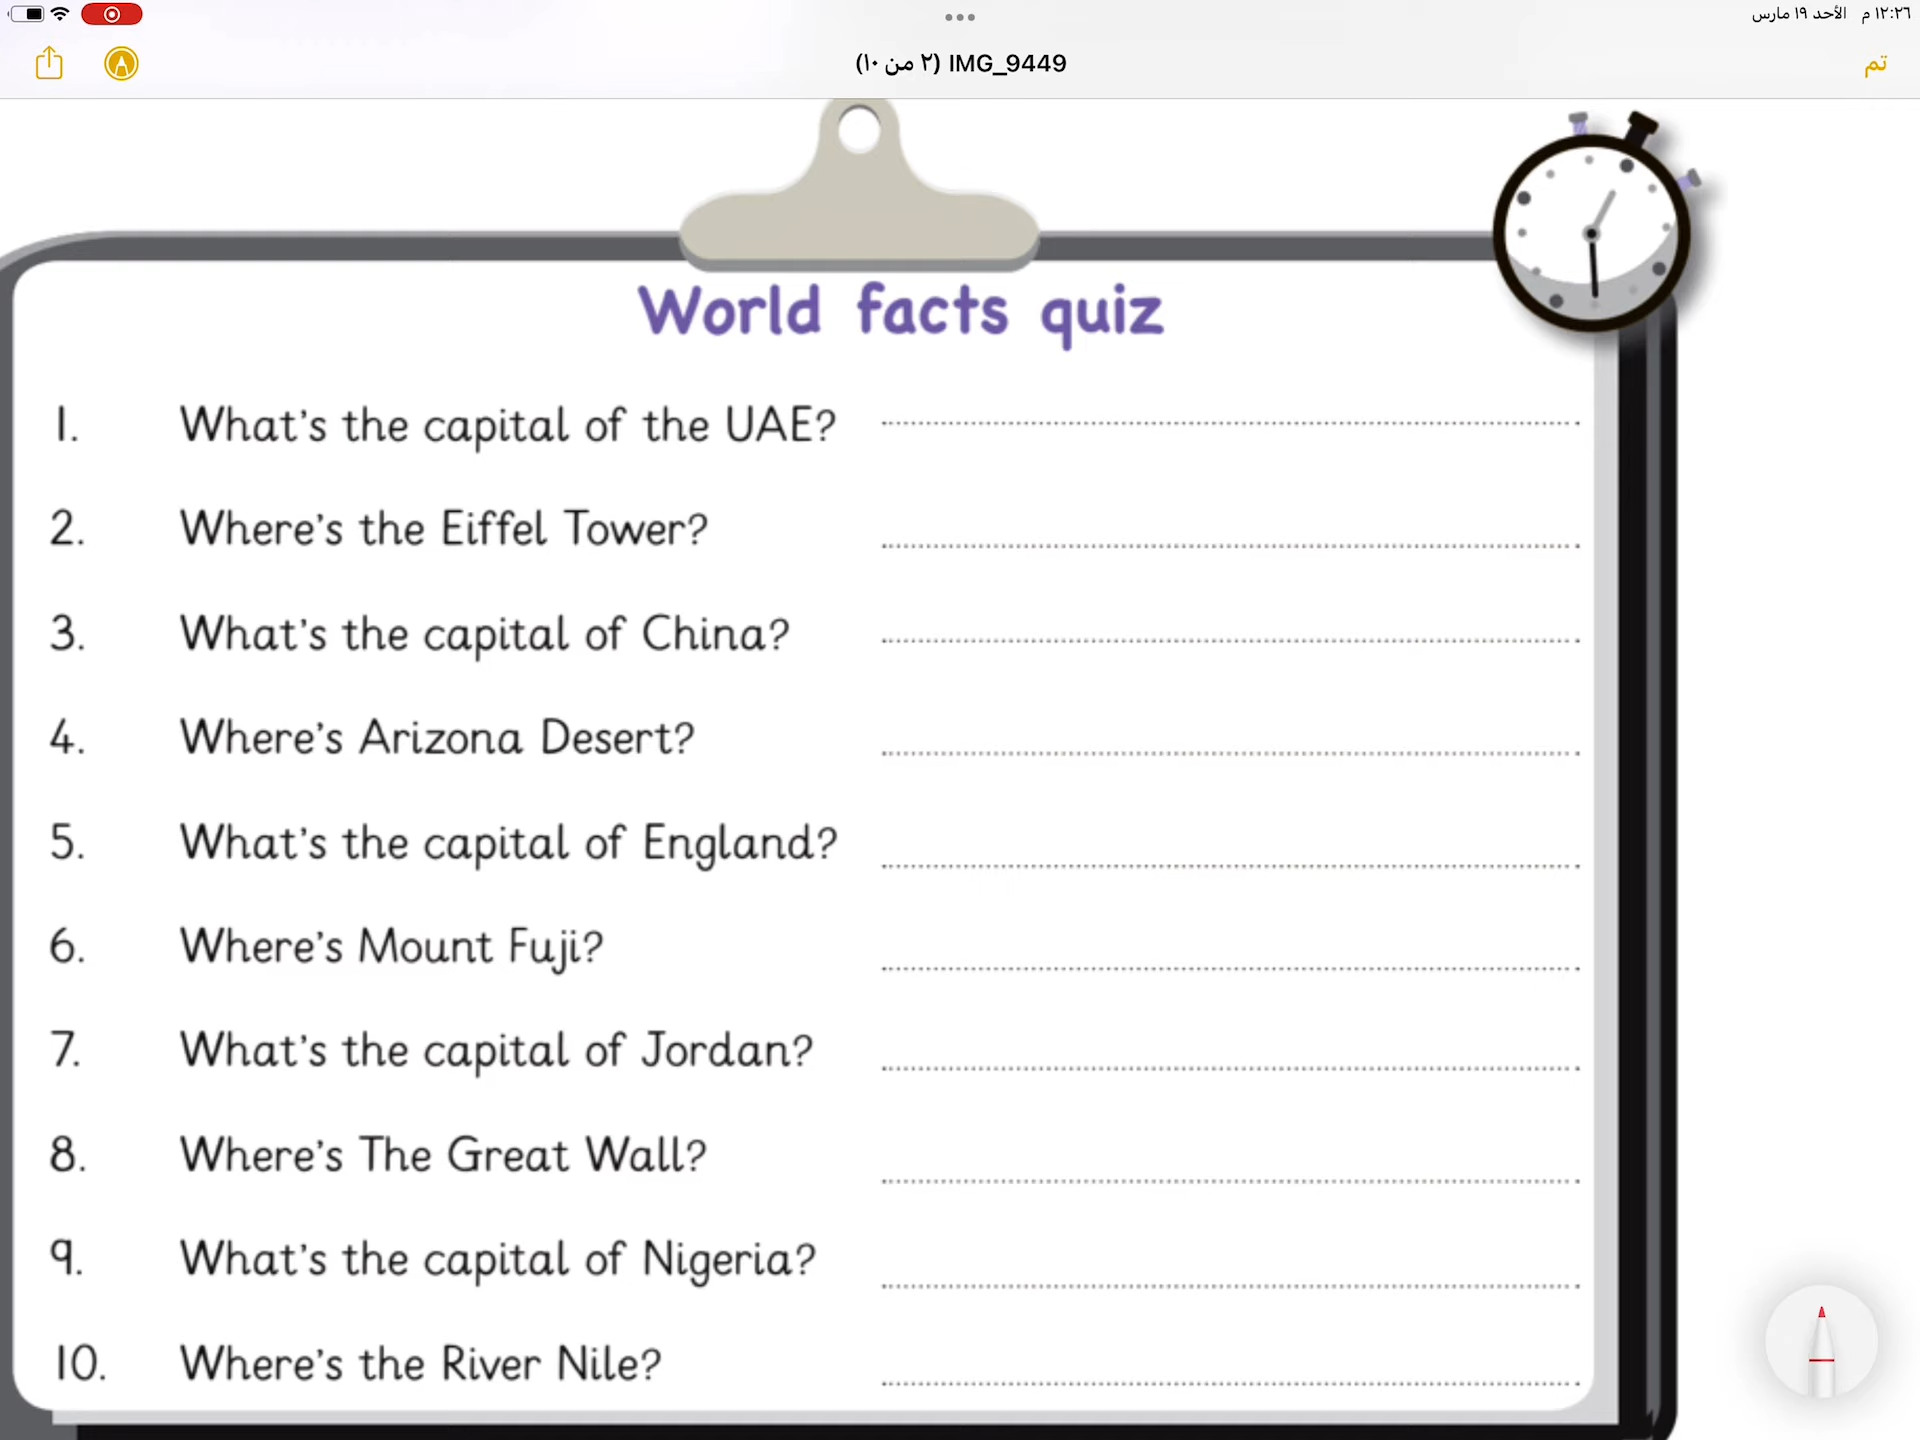 ١٢:٢٦ م الأحد ١٩ مارس
IMG_9449 (٢ من ١٠)
تم
World facts quiz
1. What's the capital of the UAE?
2. Where's the Eiffel Tower?
3. What's the capital of China?
4. Where's Arizona Desert?
5. What's the capital of England?
6. Where's Mount Fuji?
7. What's the capital of Jordan?
8. Where's The Great Wall?
9. What's the capital of Nigeria?
10. Where's the River Nile?